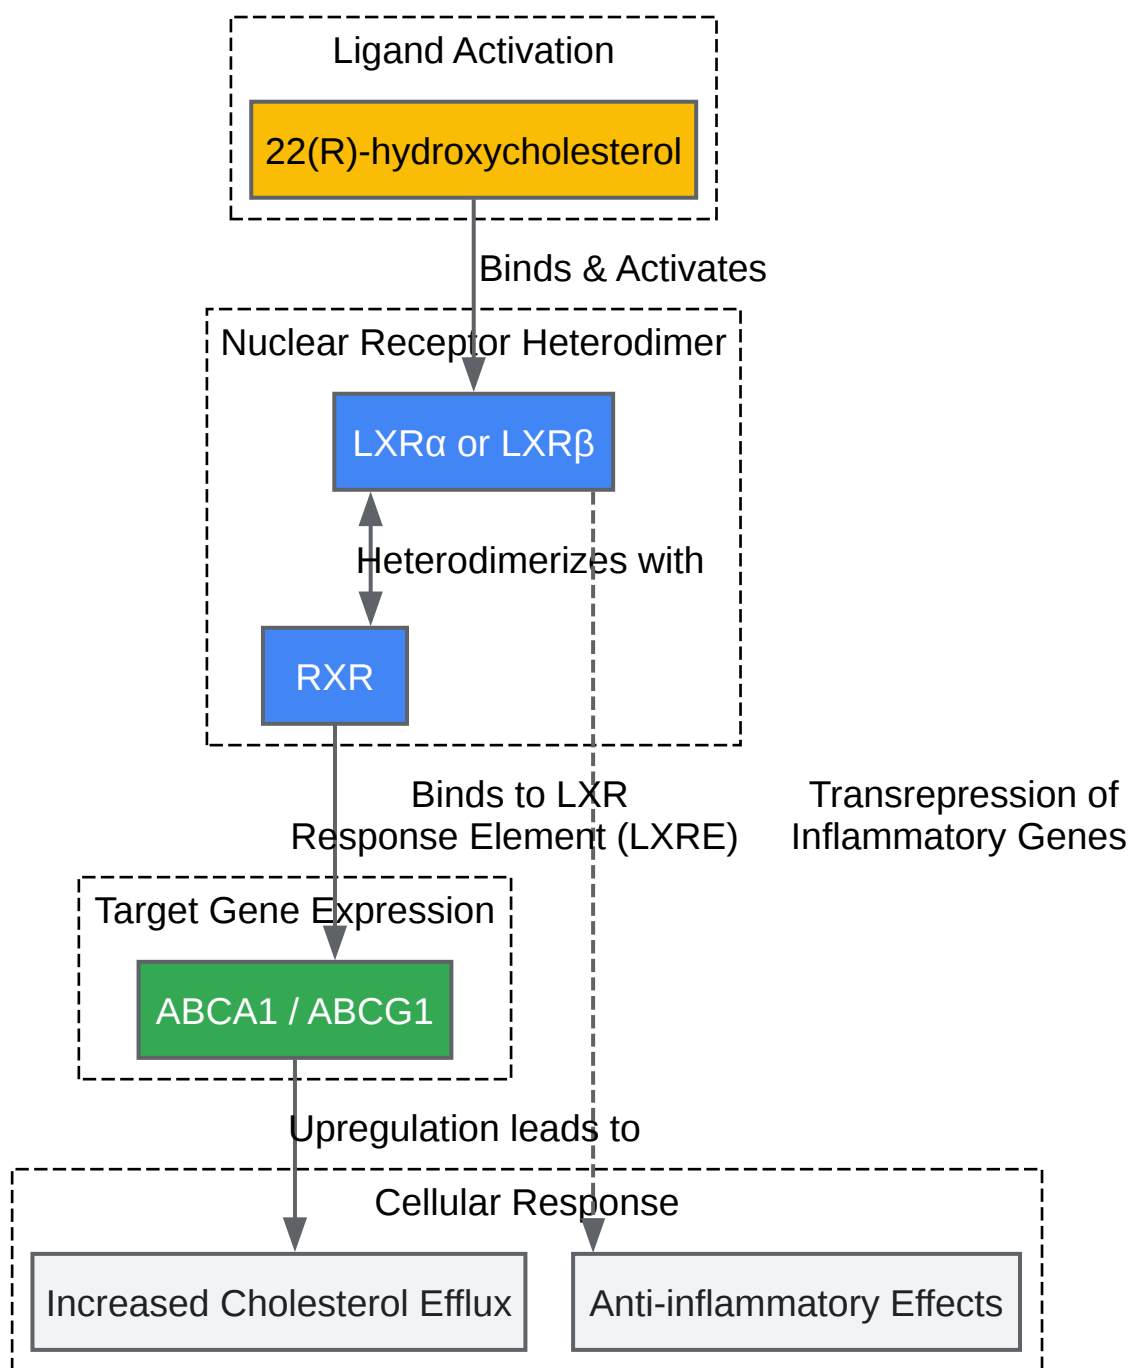 Ligand Activation
22(R)-hydroxycholesterol
Binds & Activates
Nuclear Receptor Heterodimer
LXRα or LXRβ
Heterodimerizes with
RXR
Binds to LXR
Response Element (LXRE)
Transrepression of
Inflammatory Genes
Target Gene Expression
ABCA1 / ABCG1
Upregulation leads to
Cellular Response
Increased Cholesterol Efflux
Anti-inflammatory Effects